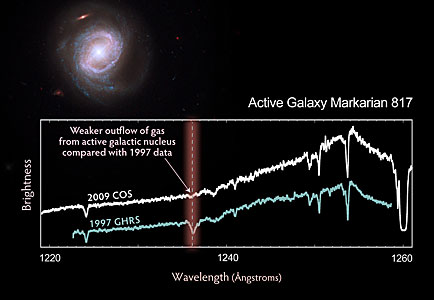 Active Galaxy Markarian 817
Weaker outflow of gas
from active galactic nucleus
compared with 1997 data
Brightness
2009 COS
1997 GHRS
1220
1240
1260
Wavelength (Ångstroms)